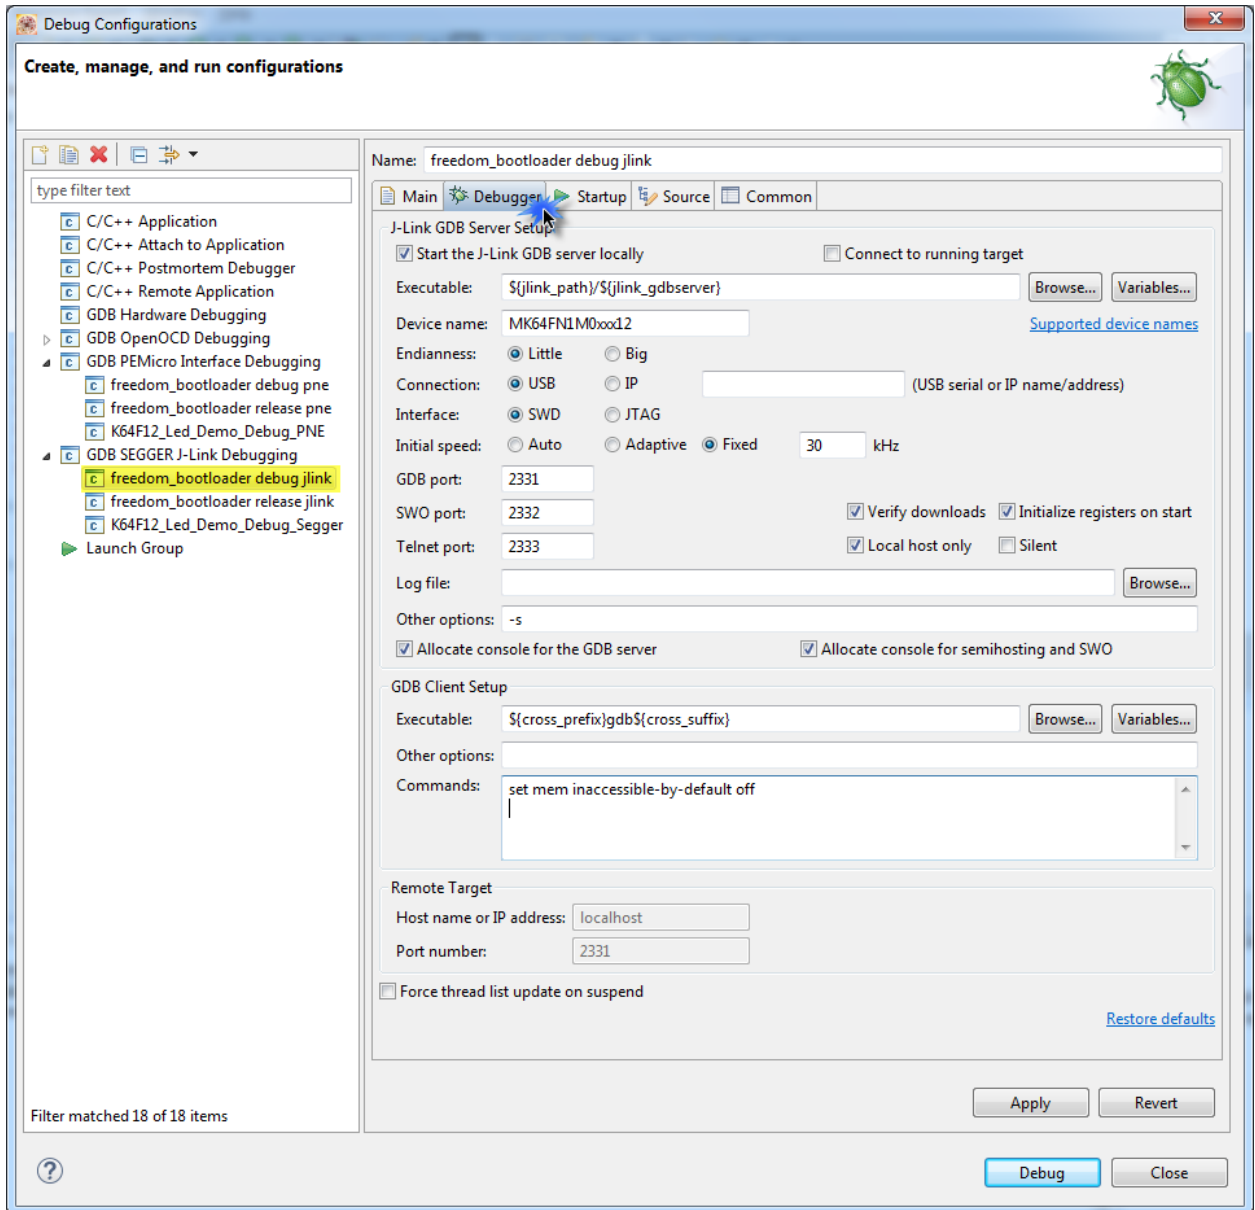 Debug Configurations
Create, manage, and run configurations
type filter text
C/C++ Application
C/C++ Attach to Application
C/C++ Postmortem Debugger
C/C++ Remote Application
GDB Hardware Debugging
GDB OpenOCD Debugging
GDB PEMicro Interface Debugging
freedom_bootloader debug pne
freedom_bootloader release pne
K64F12_Led_Demo_Debug_PNE
GDB SEGGER J-Link Debugging
freedom_bootloader debug jlink
freedom_bootloader release jlink
K64F12_Led_Demo_Debug_Segger
Launch Group
Filter matched 18 of 18 items
Name: freedom_bootloader debug jlink
Main Debugger Startup Source Common
J-Link GDB Server Setup
Start the J-Link GDB server locally Connect to running target
Executable: ${jlink_path}/${jlink_gdbserver} Browse... Variables...
Device name: MK64FN1M0xxx12 Supported device names
Endianness: Little Big
Connection: USB IP (USB serial or IP name/address)
Interface: SWD JTAG
Initial speed: Auto Adaptive Fixed 30 kHz
GDB port: 2331
SWO port: 2332 Verify downloads Initialize registers on start
Telnet port: 2333 Local host only Silent
Log file: Browse...
Other options: -s
Allocate console for the GDB server Allocate console for semihosting and SWO
GDB Client Setup
Executable: ${cross_prefix}gdb${cross_suffix} Browse... Variables...
Other options:
Commands: set mem inaccessible-by-default off
Remote Target
Host name or IP address: localhost
Port number: 2331
Force thread list update on suspend
Restore defaults
Apply Revert
Debug Close